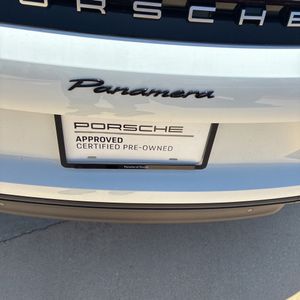 PORSCHE
Panamera
PORSCHE
APPROVED
CERTIFIED PRE-OWNED